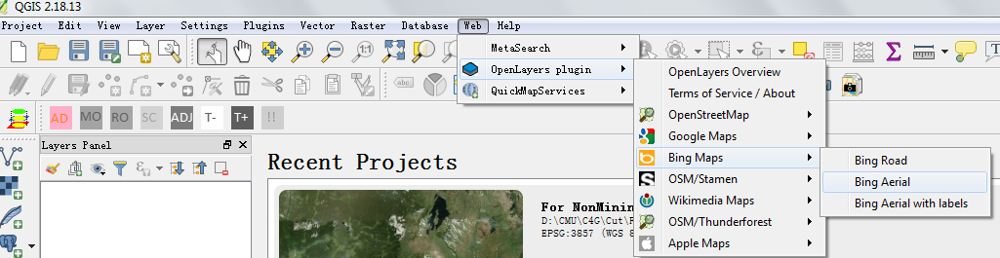 QGIS 2.18.13
Project Edit View Layer Settings Plugins Vector Raster Database Web Help
MetaSearch
OpenLayers plugin
QuickMapServices
OpenLayers Overview
Terms of Service / About
OpenStreetMap
Google Maps
Bing Maps
OSM/Stamen
Wikimedia Maps
OSM/Thunderforest
Apple Maps
Bing Road
Bing Aerial
Bing Aerial with labels
abc
AD MO RO SC ADJ T- T+ !!
Layers Panel
Recent Projects
For NonMinin
D:\CMU\C4G\Cut\F
EPSG:3857 (WGS 8